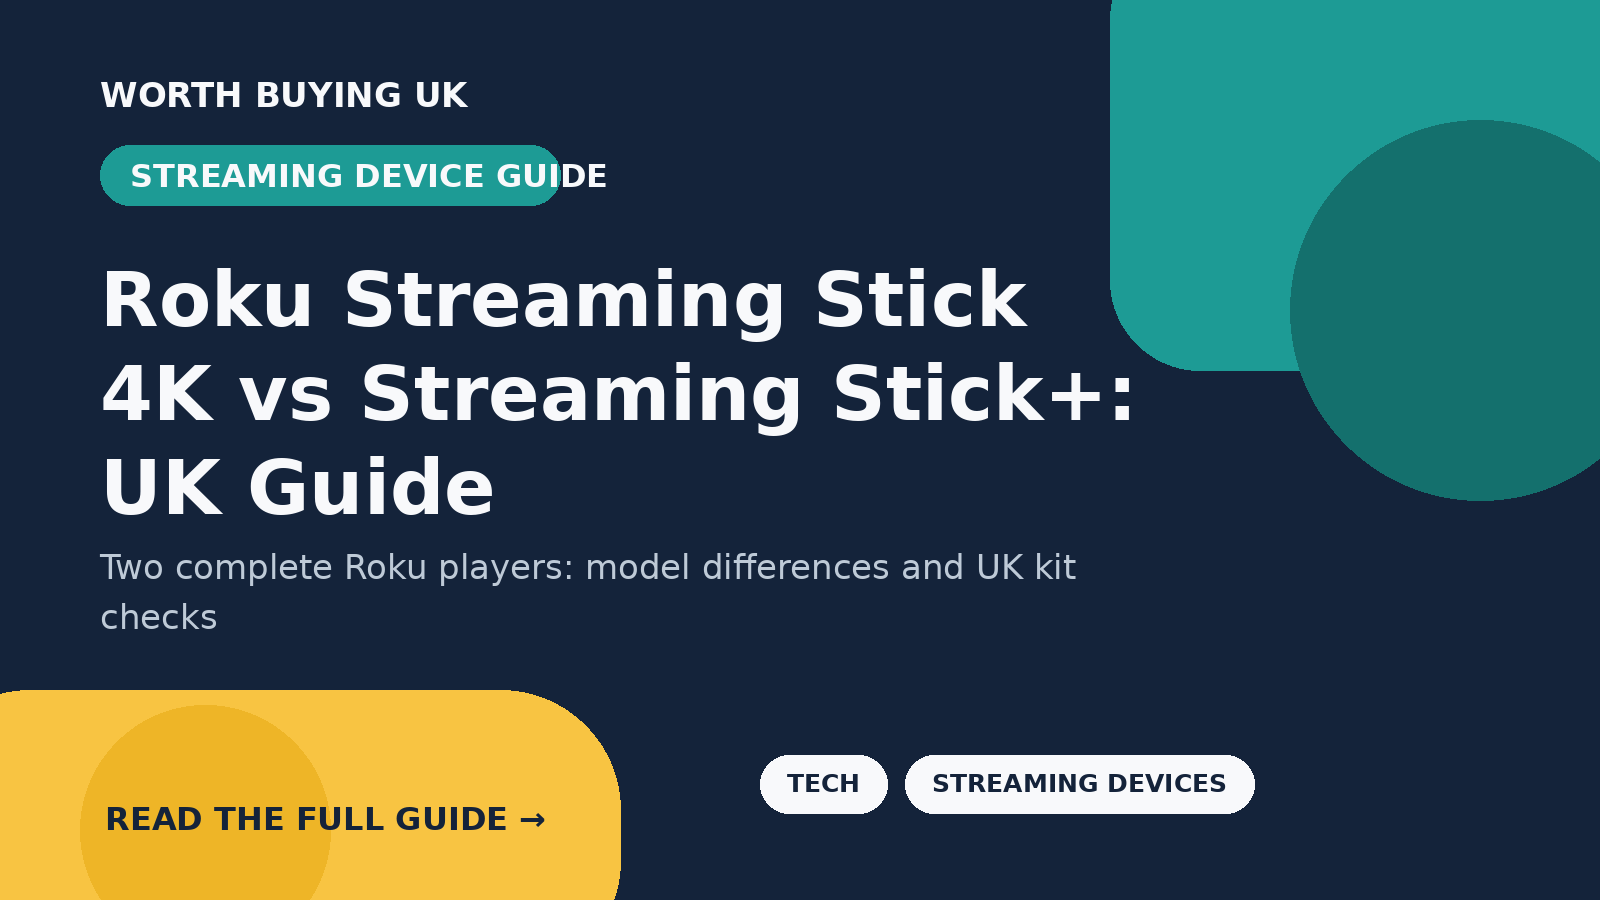 WORTH BUYING UK
STREAMING DEVICE GUIDE
Roku Streaming Stick
4K vs Streaming Stick+:
UK Guide
Two complete Roku players: model differences and UK kit
checks
READ THE FULL GUIDE →
TECH
STREAMING DEVICES